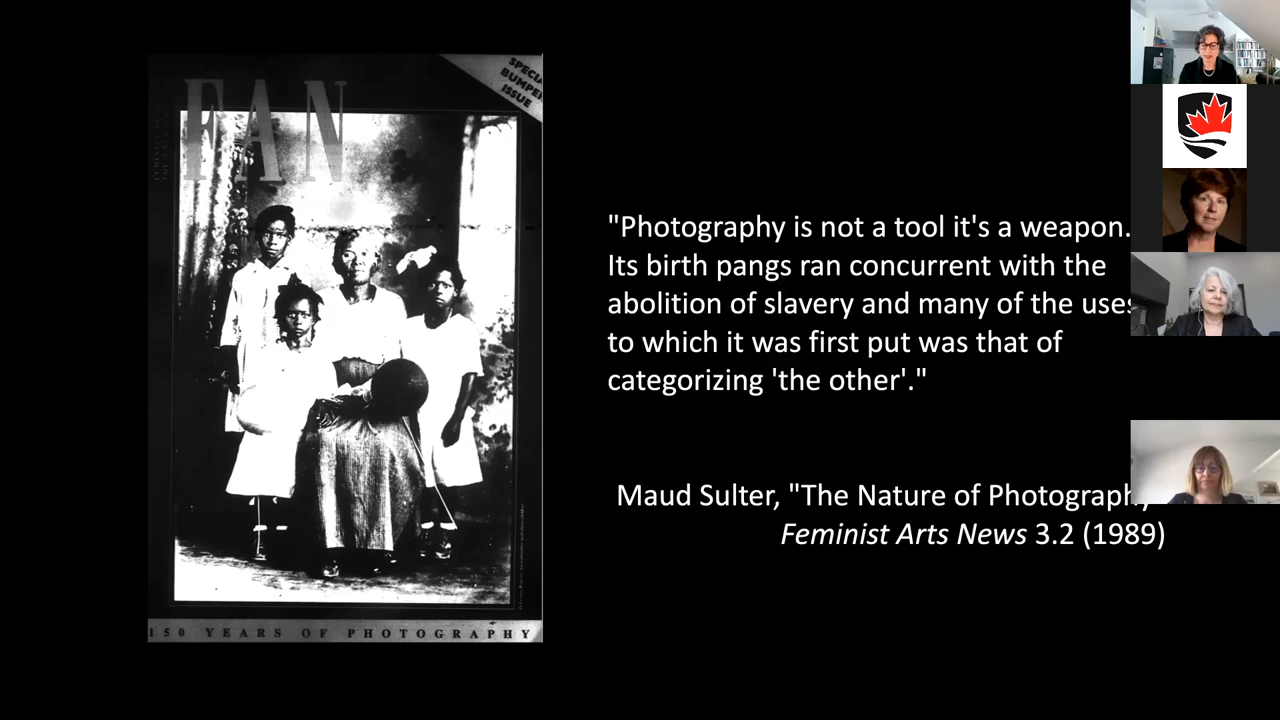 SPECIA
BUMPER
ISSUE
FAN
"Photography is not a tool it's a weapon.
Its birth pangs ran concurrent with the
abolition of slavery and many of the uses
to which it was first put was that of
categorizing 'the other'."
Maud Sulter, "The Nature of Photography
Feminist Arts News 3.2 (1989)
150 YEARS OF PHOTOGRAPHY